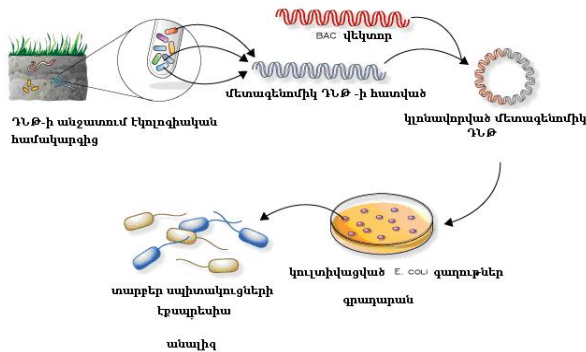 BAC վեկտոր
մետագենոմիկ ԴՆԹ -ի հատված
ԴՆԹ-ի անջատում էկոլոգիական
համակարգից
կլոնավորված մետագենոմիկ
ԴՆԹ
կուլտիվացված E. COLI գաղութներ
գրադարան
տարբեր սպիտակուցների
էքսպրեսիա
անալիզ